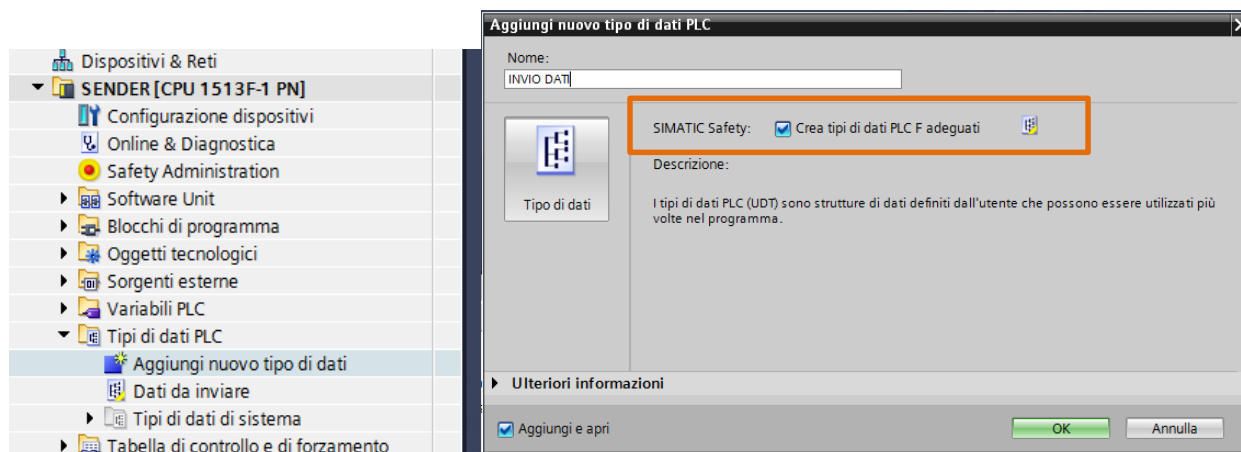 Dispositivi & Reti
SENDER [CPU 1513F-1 PN]
Configurazione dispositivi
Online & Diagnostica
Safety Administration
Software Unit
Blocchi di programma
Oggetti tecnologici
Sorgenti esterne
Variabili PLC
Tipi di dati PLC
Aggiungi nuovo tipo di dati
Dati da inviare
Tipi di dati di sistema
Tabella di controllo e di forzamento
Aggiungi nuovo tipo di dati PLC
Nome:
INVIO DATI
Tipo di dati
SIMATIC Safety: Crea tipi di dati PLC F adeguati
Descrizione:
I tipi di dati PLC (UDT) sono strutture di dati definiti dall'utente che possono essere utilizzati più
volte nel programma.
Ulteriori informazioni
Aggiungi e apri
OK
Annulla